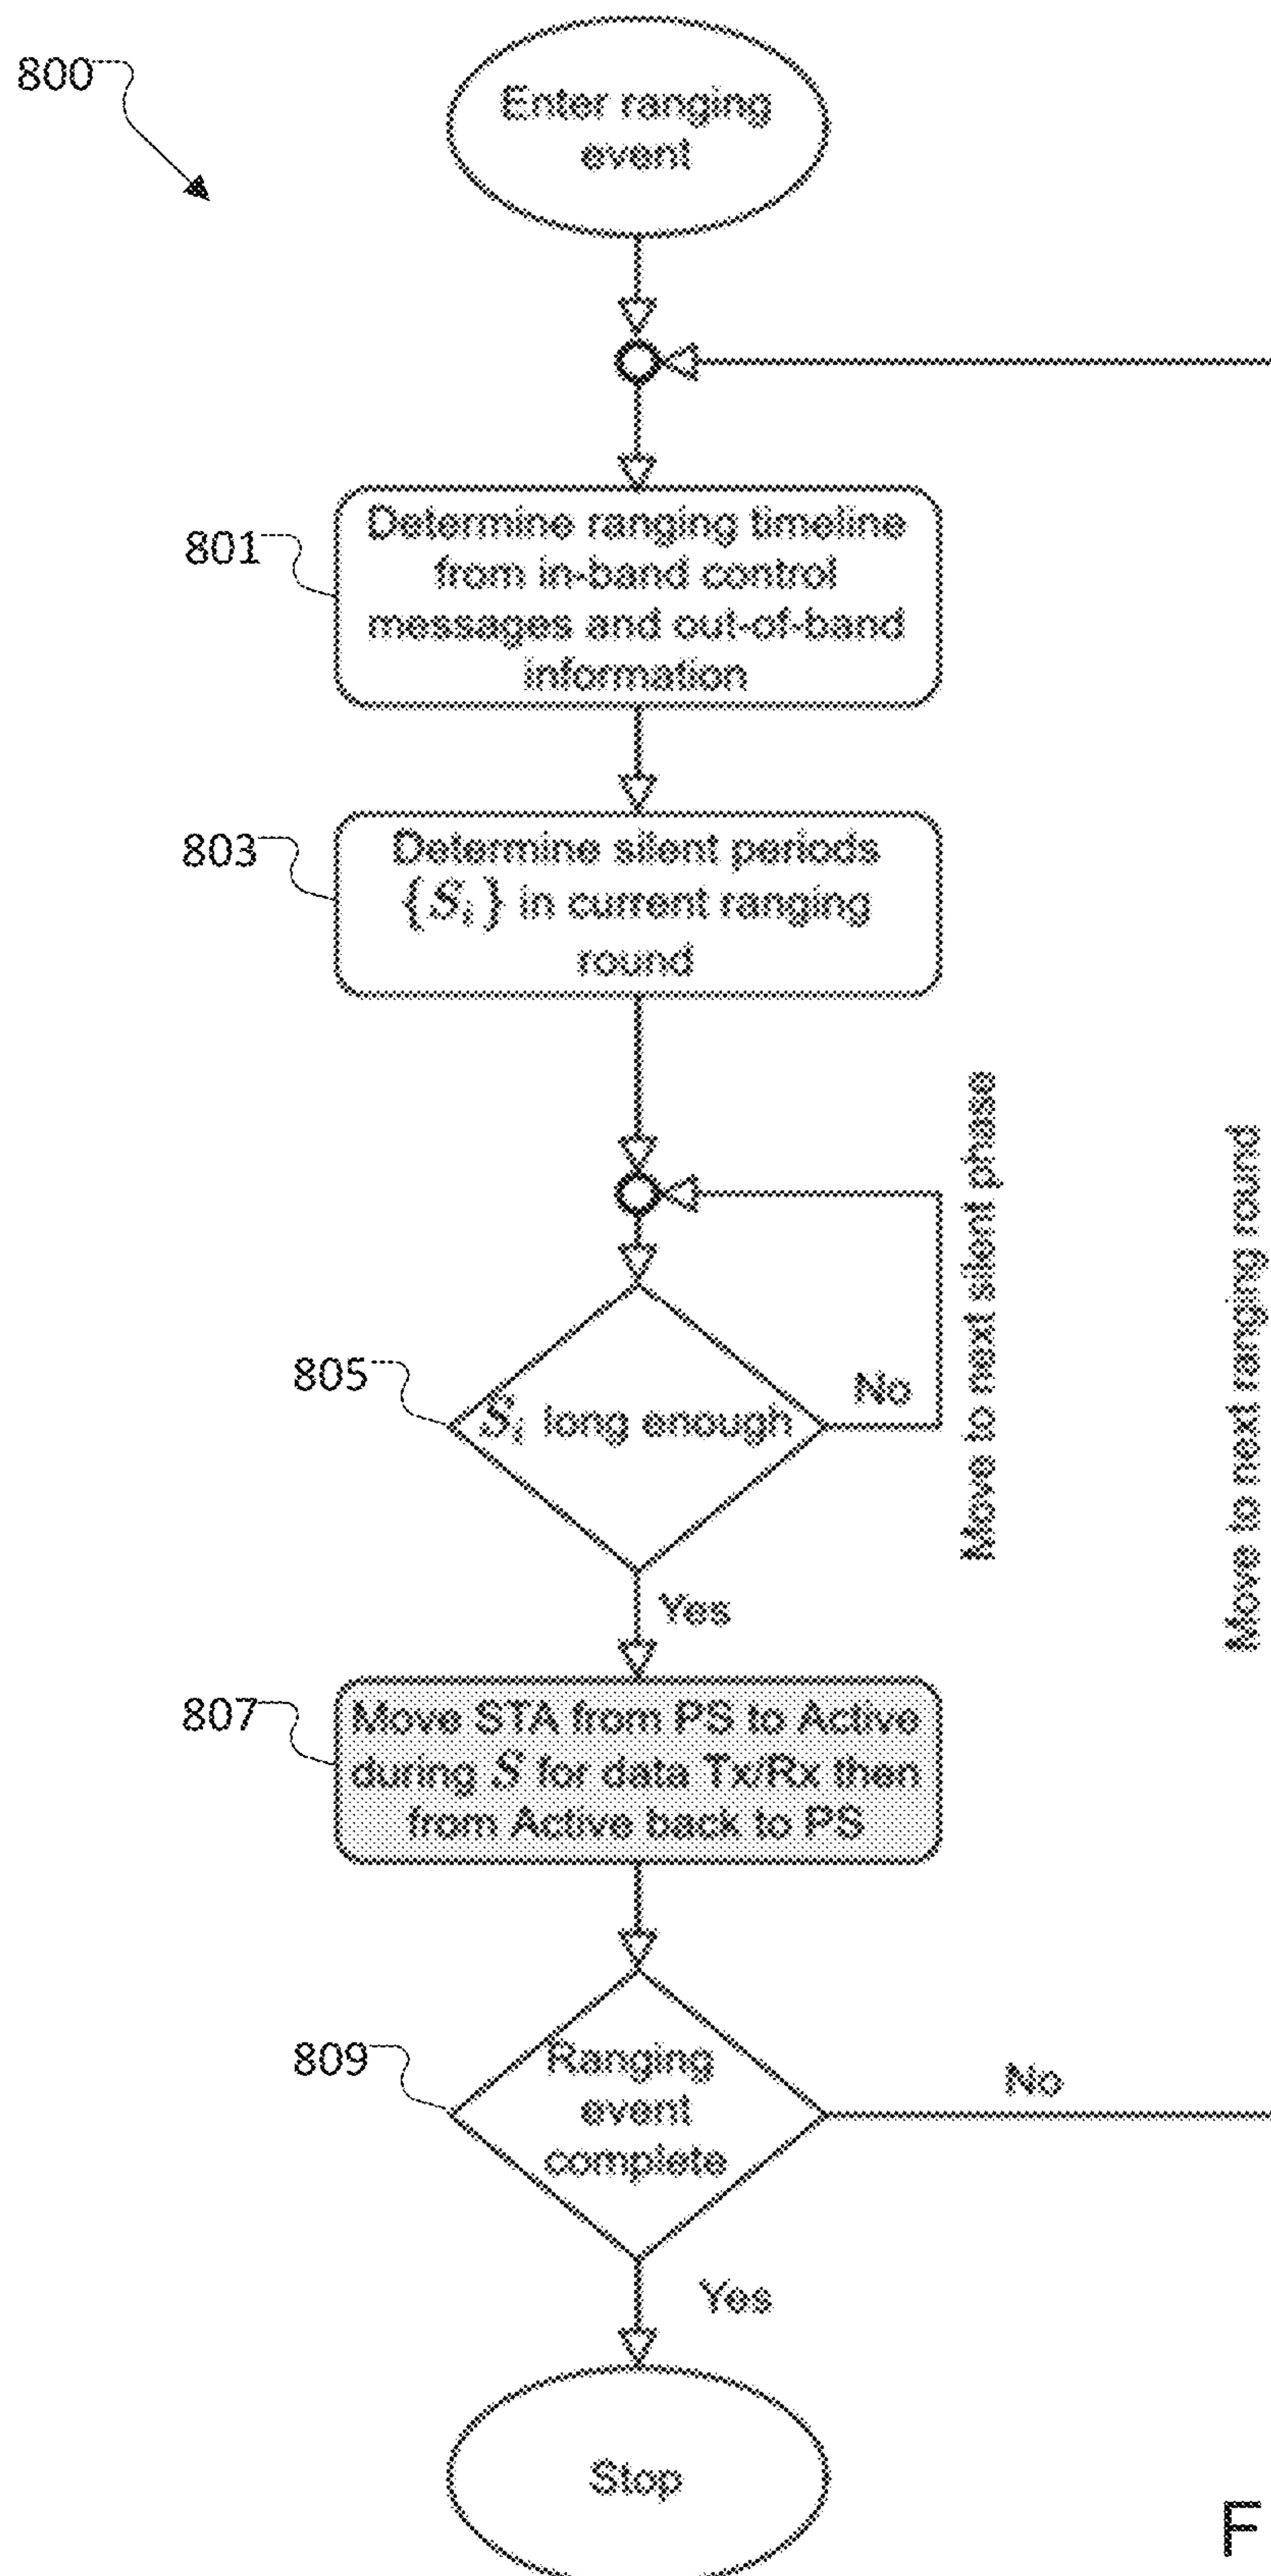 800
Enter ranging
event
801
Determine ranging timeline
from in-band control
messages and out-of-band
information
803
Determine silent periods
{S_i} in current ranging
round
Move to next silent phase
Move to next ranging round
805
S_i long enough
No
Yes
807
Move STA from PS to Active
during S for data Tx/Rx then
from Active back to PS
809
Ranging
event
complete
No
Yes
Stop
F